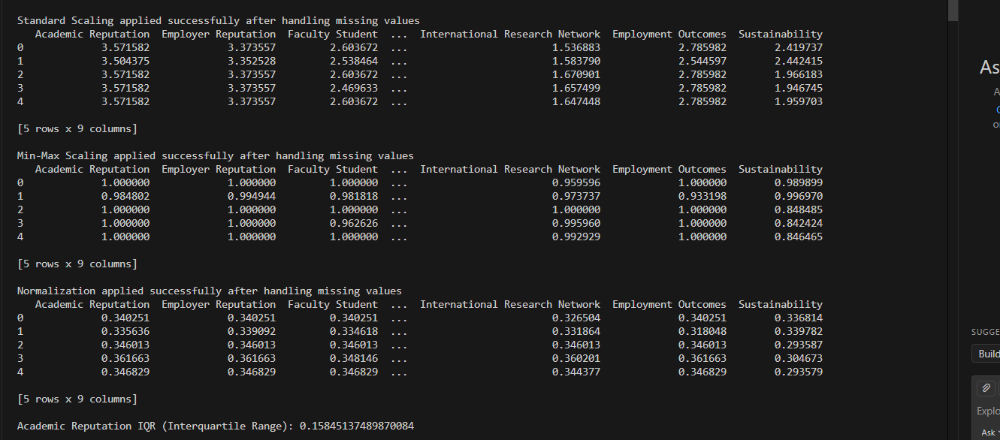 Standard Scaling applied successfully after handling missing values
   Academic Reputation  Employer Reputation  Faculty Student  ...  International Research Network  Employment Outcomes  Sustainability
0             3.571582             3.373557         2.603672  ...                        1.536883             2.785982        2.419737
1             3.504375             3.352528         2.538464  ...                        1.583790             2.544597        2.442415
2             3.571582             3.373557         2.603672  ...                        1.670901             2.785982        1.966183
3             3.571582             3.373557         2.469633  ...                        1.657499             2.785982        1.946745
4             3.571582             3.373557         2.603672  ...                        1.647448             2.785982        1.959703
[5 rows x 9 columns]
Min-Max Scaling applied successfully after handling missing values
   Academic Reputation  Employer Reputation  Faculty Student  ...  International Research Network  Employment Outcomes  Sustainability
0             1.000000             1.000000         1.000000  ...                        0.959596             1.000000        0.989899
1             0.984802             0.994944         0.981818  ...                        0.973737             0.933198        0.996970
2             1.000000             1.000000         1.000000  ...                        1.000000             1.000000        0.848485
3             1.000000             1.000000         0.962626  ...                        0.995960             1.000000        0.842424
4             1.000000             1.000000         1.000000  ...                        0.992929             1.000000        0.846465
[5 rows x 9 columns]
Normalization applied successfully after handling missing values
   Academic Reputation  Employer Reputation  Faculty Student  ...  International Research Network  Employment Outcomes  Sustainability
0             0.340251             0.340251         0.340251  ...                        0.326504             0.340251        0.336814
1             0.335636             0.339092         0.334618  ...                        0.331864             0.318048        0.339782
2             0.346013             0.346013         0.346013  ...                        0.346013             0.346013        0.293587
3             0.361663             0.361663         0.348146  ...                        0.360201             0.361663        0.304673
4             0.346829             0.346829         0.346829  ...                        0.344377             0.346829        0.293579
[5 rows x 9 columns]
Academic Reputation IQR (Interquartile Range): 0.15845137489870084
As
A
o
SUGGE
Build
Explo
Ask